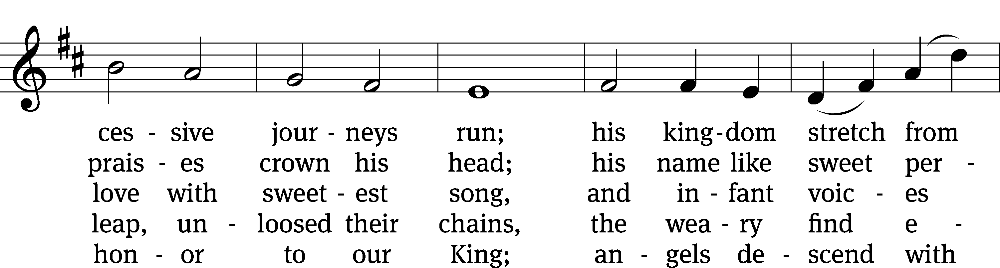 ces - sive jour - neys run; his king - dom stretch from
prais - es crown his head; his name like sweet per -
love with sweet - est song, and in - fant voic - es
leap, un - loosed their chains, the wea - ry find e -
hon - or to our King; an - gels de - scend with